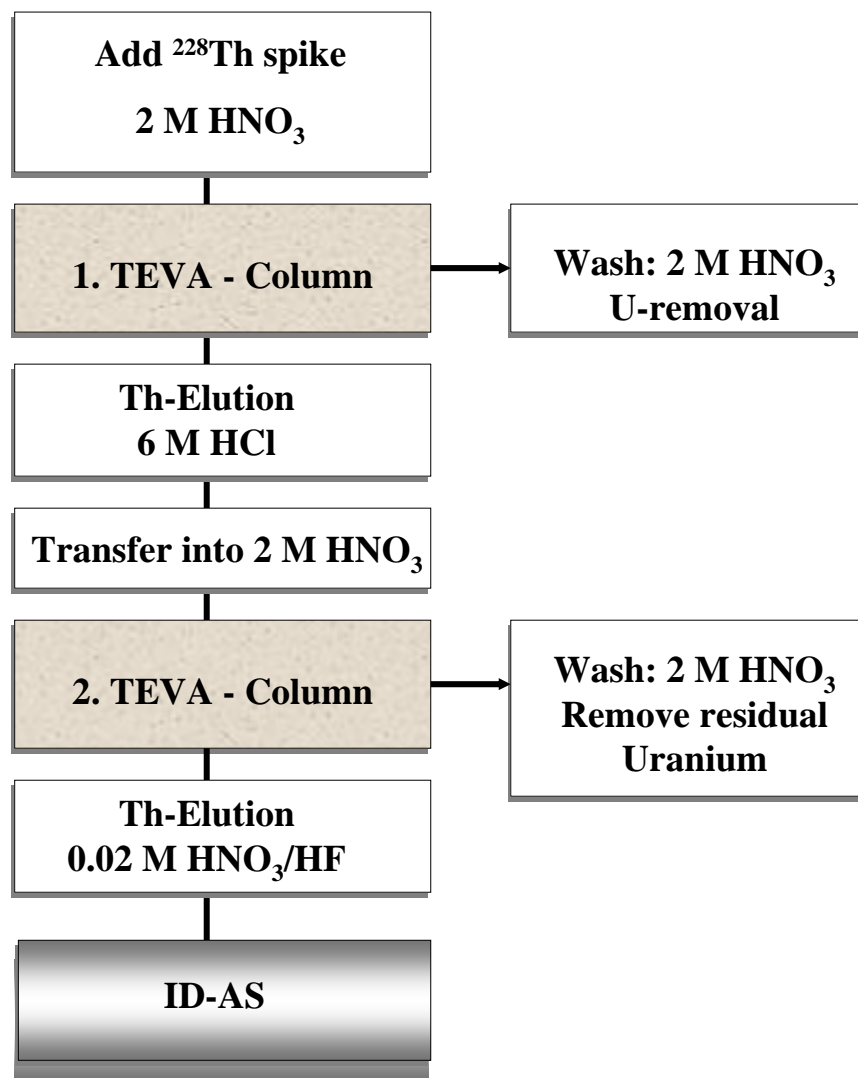 Add ²²⁸Th spike
2 M HNO₃
1. TEVA - Column
Wash: 2 M HNO₃
U-removal
Th-Elution
6 M HCl
Transfer into 2 M HNO₃
2. TEVA - Column
Wash: 2 M HNO₃
Remove residual
Uranium
Th-Elution
0.02 M HNO₃/HF
ID-AS